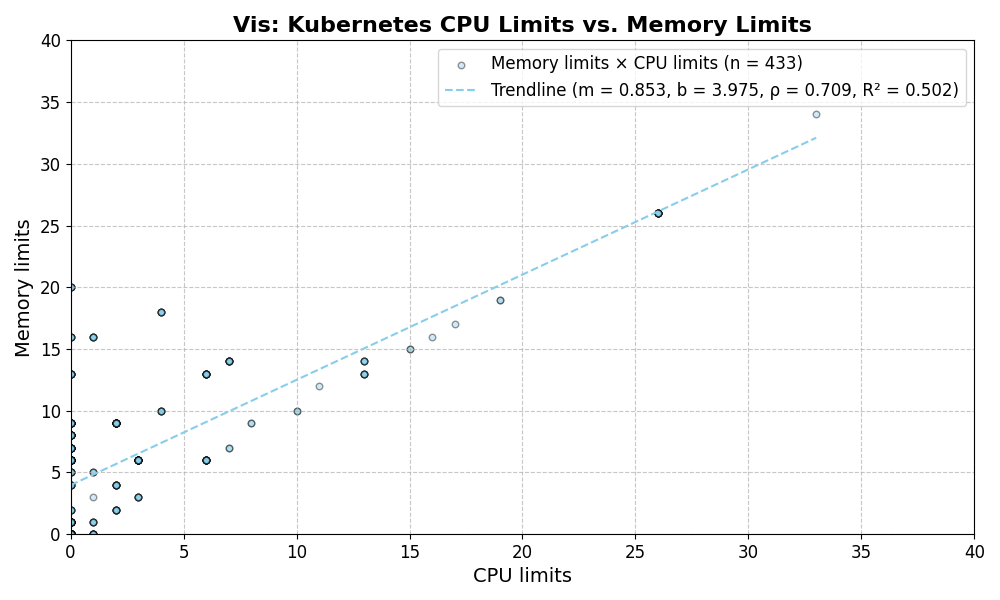 Vis: Kubernetes CPU Limits vs. Memory Limits
Memory limits × CPU limits (n = 433)
Trendline (m = 0.853, b = 3.975, ρ = 0.709, R² = 0.502)
Memory limits
40
35
30
25
20
15
10
5
0
0 5 10 15 20 25 30 35 40
CPU limits